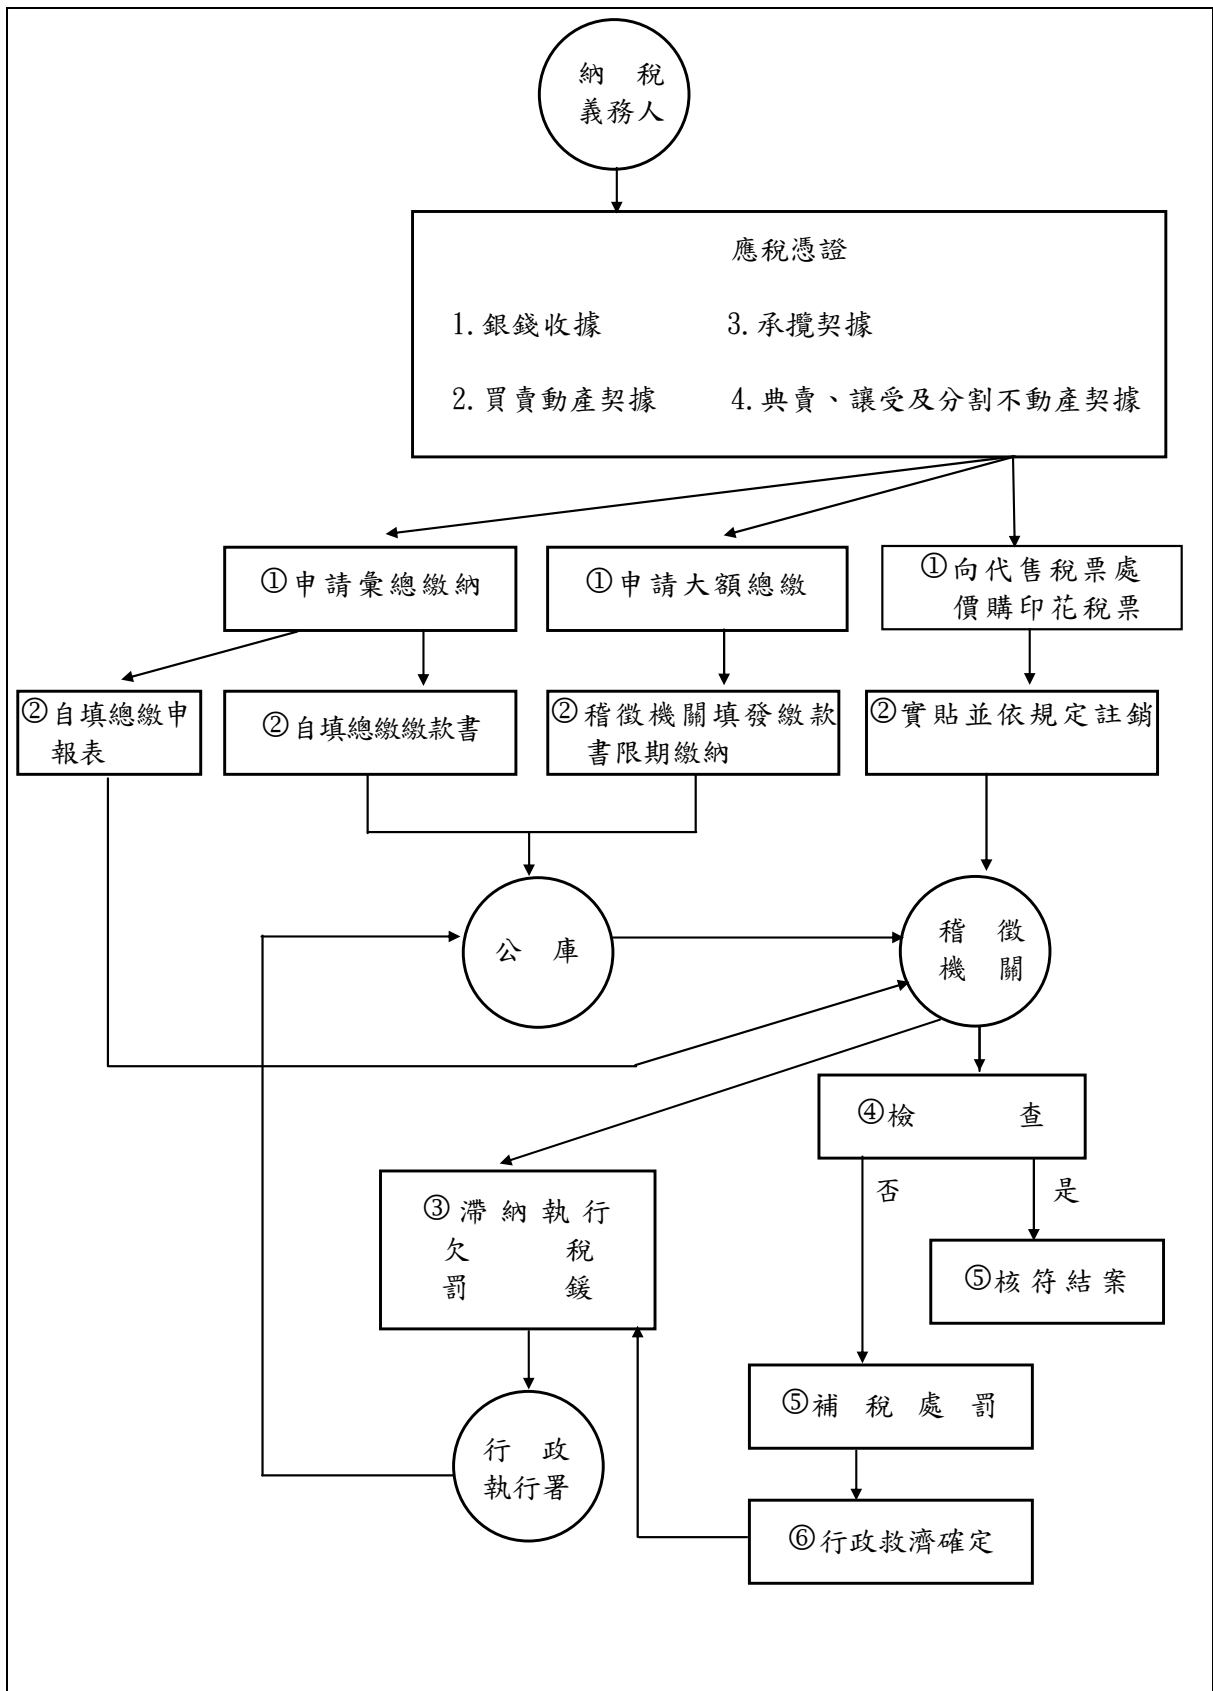 納 稅
義務人
應稅憑證
1.銀錢收據
3.承攬契據
2.買賣動產契據
4.典賣、讓受及分割不動產契據
①申請彙總繳納
①申請大額總繳
①向代售稅票處
價購印花稅票
②自填總繳申
報表
②自填總繳繳款書
②稽徵機關填發繳款
書限期繳納
②實貼並依規定註銷
公 庫
稽 徵
機 關
④檢 查
否
是
③滯納執行
欠 稅
罰 鍰
⑤核符結案
⑤補稅處罰
行 政
執行署
⑥行政救濟確定